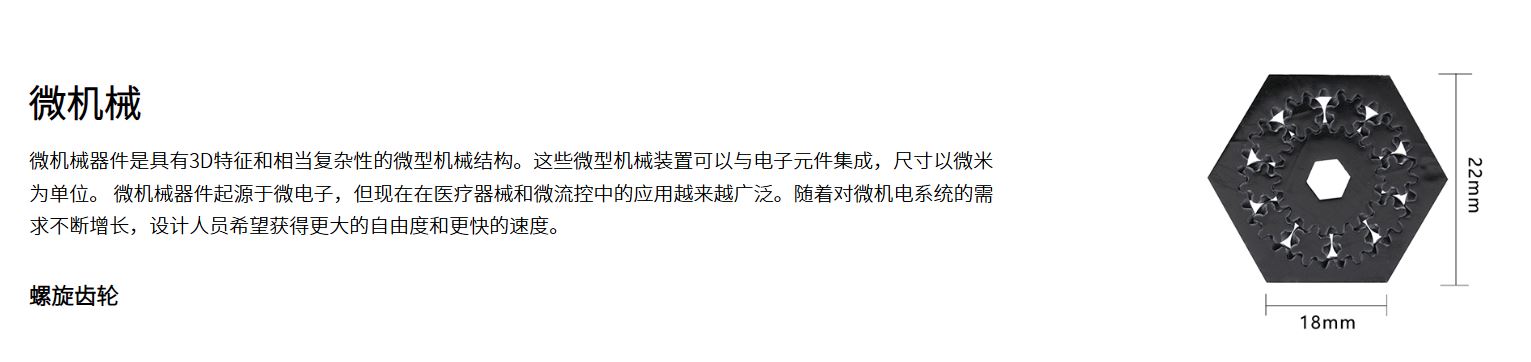 微机械
微机械器件是具有3D特征和相当复杂性的微型机械结构。这些微型机械装置可以与电子元件集成，尺寸以微米
为单位。 微机械器件起源于微电子，但现在在医疗器械和微流控中的应用越来越广泛。随着对微机电系统的需
求不断增长，设计人员希望获得更大的自由度和更快的速度。
螺旋齿轮
22mm
18mm